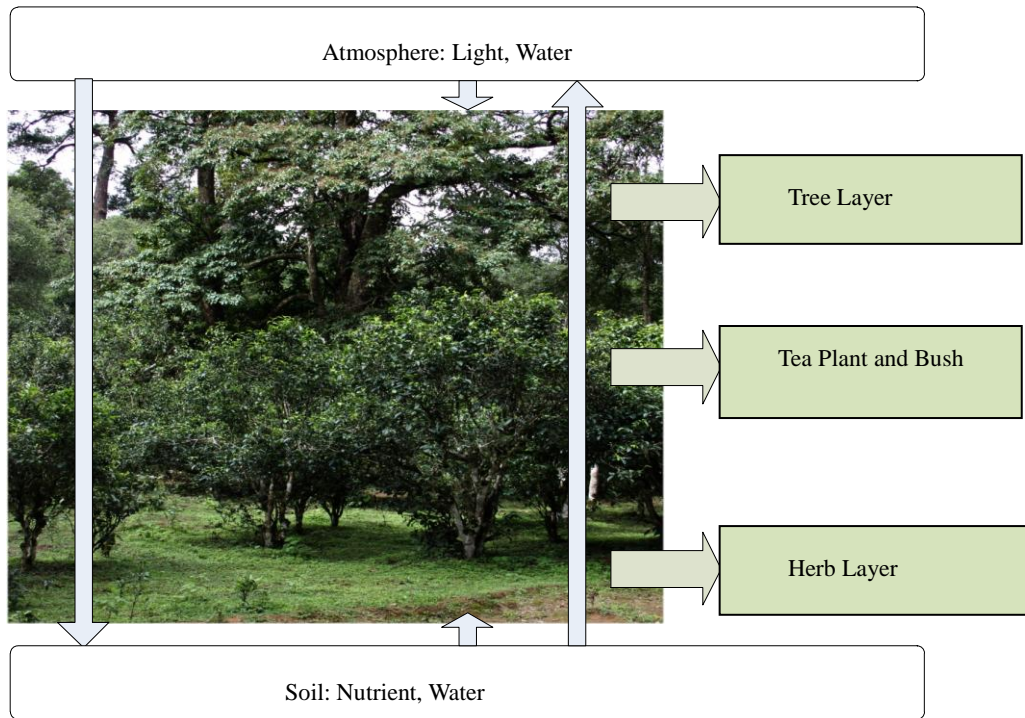 Atmosphere: Light, Water
Tree Layer
Tea Plant and Bush
Herb Layer
Soil: Nutrient, Water